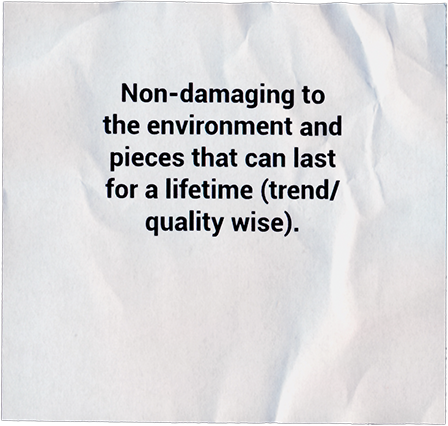 Non-damaging to
the environment and
pieces that can last
for a lifetime (trend/
quality wise).